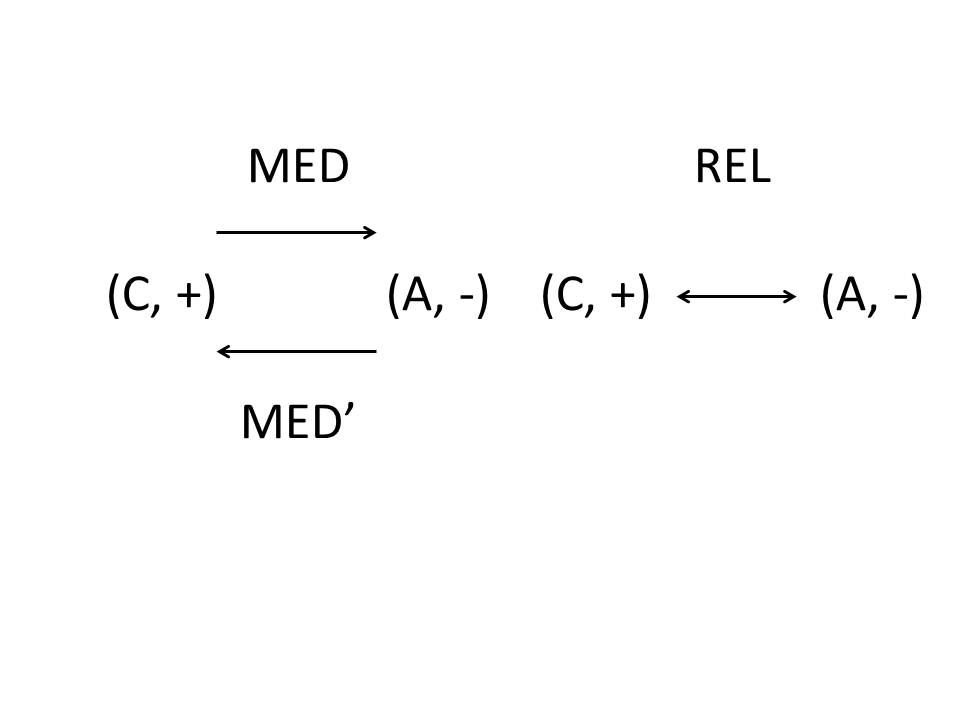 MED REL
(C, +) (A, -) (C, +) (A, -)
MED’